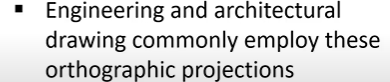 ▪ Engineering and architectural
drawing commonly employ these
orthographic projections